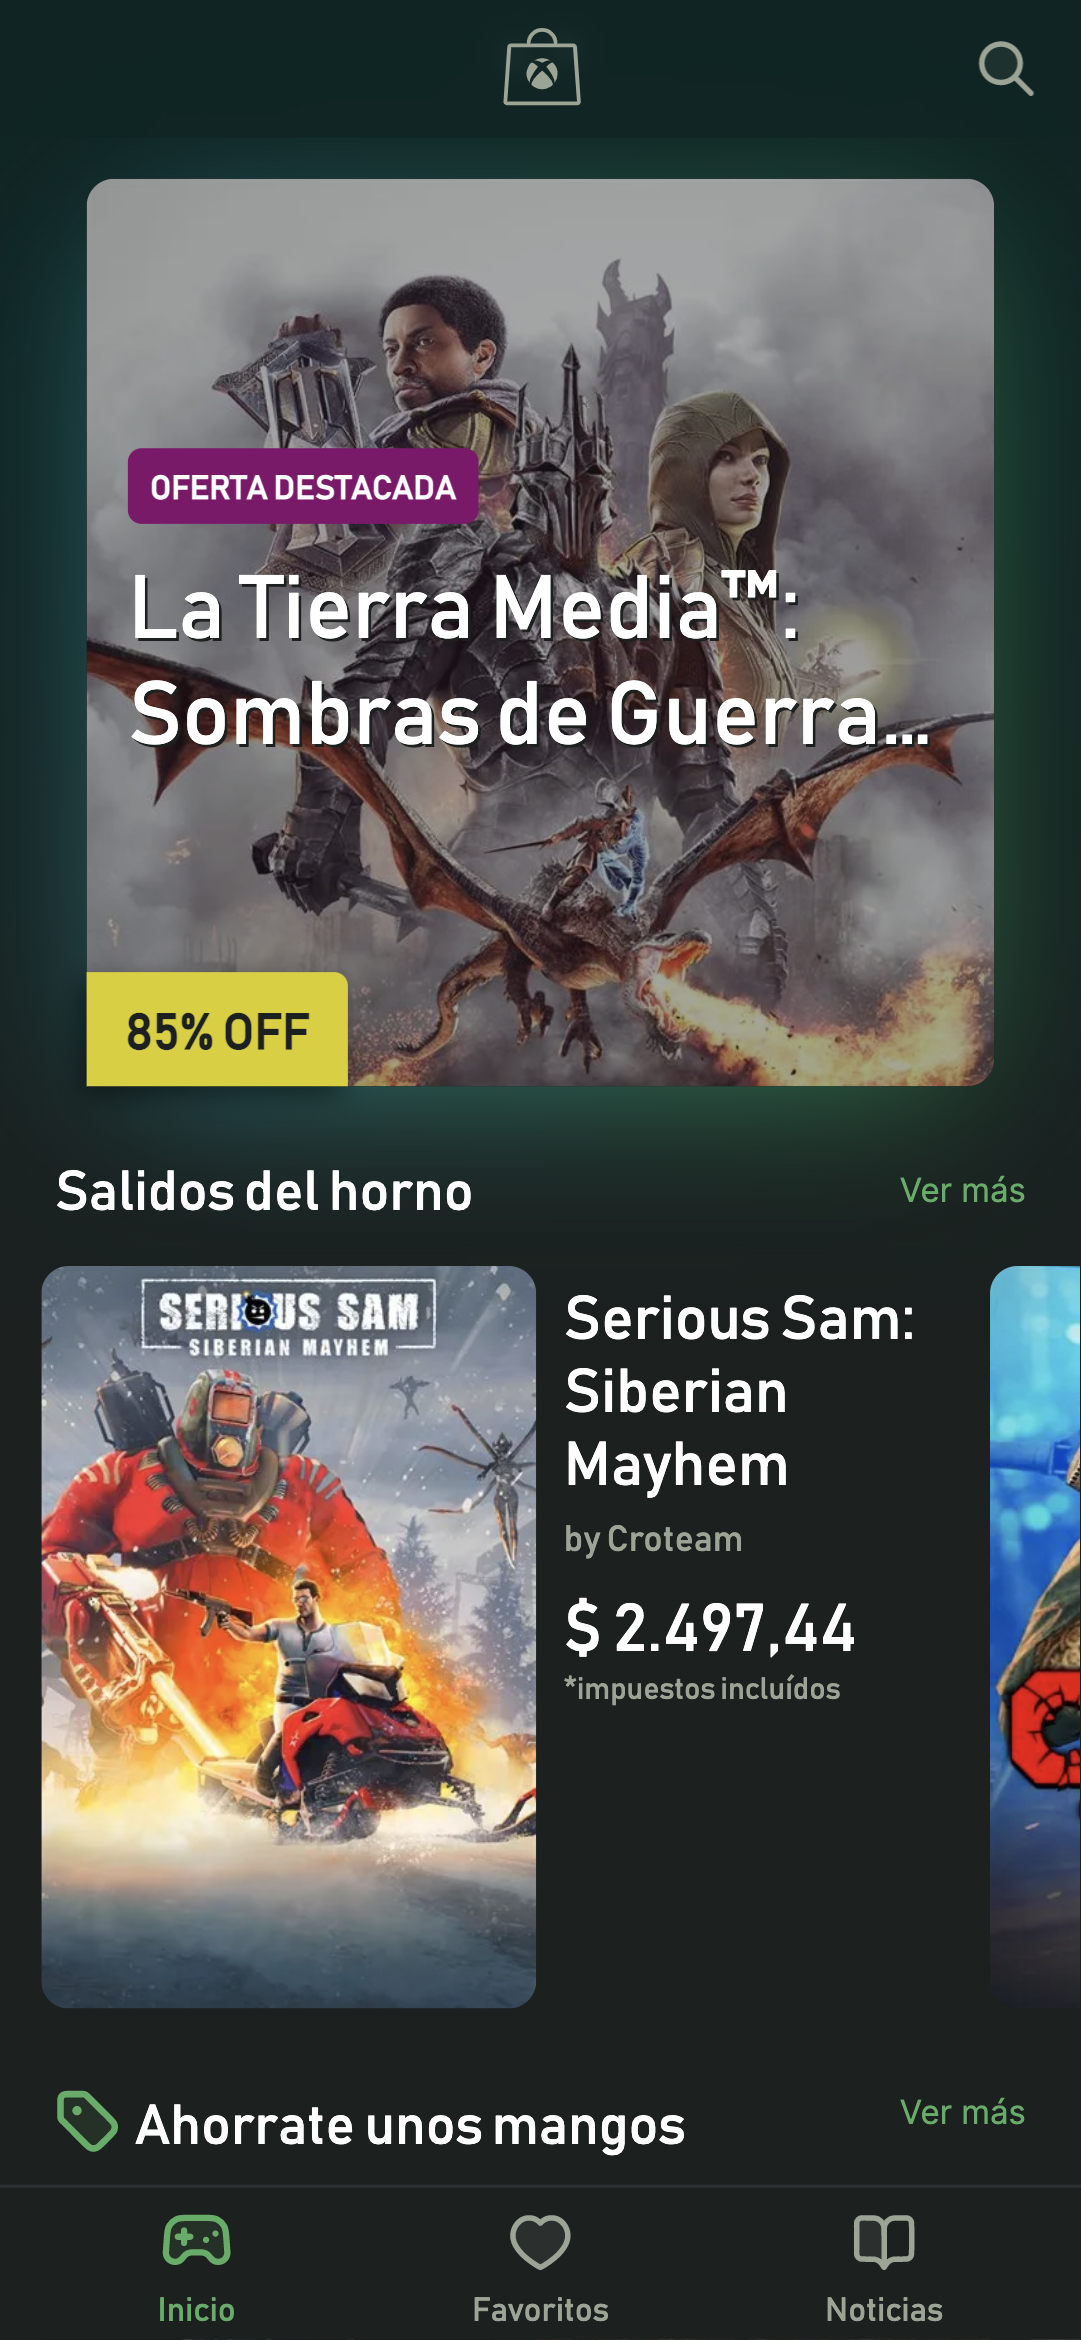 OFERTA DESTACADA
La Tierra Media™:
Sombras de Guerra...
85% OFF
Salidos del horno
Ver más
SERIOUS SAM
SIBERIAN MAYHEM
Serious Sam:
Siberian
Mayhem
by Croteam
$ 2.497,44
*impuestos incluídos
Ahorrate unos mangos
Ver más
Inicio
Favoritos
Noticias